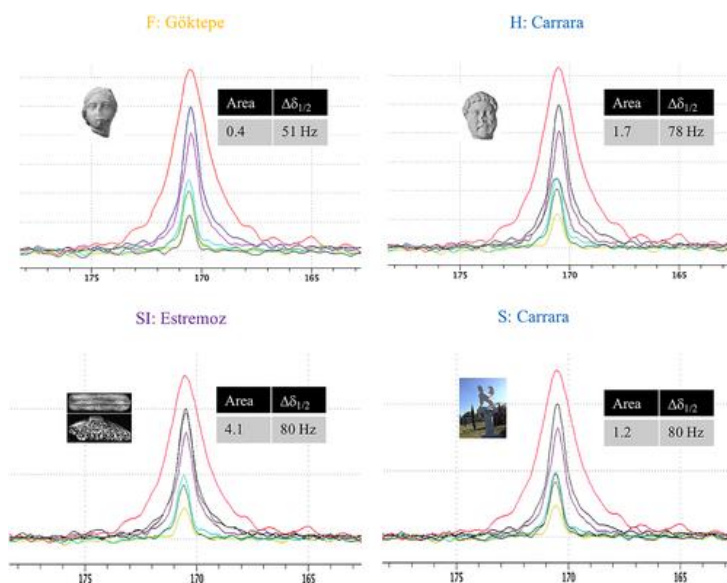 F: Göktepe
H: Carrara
Area Δδ1/2
0.4 51 Hz
Area Δδ1/2
1.7 78 Hz
175 170 165
175 170 165
SI: Estremoz
S: Carrara
Area Δδ1/2
4.1 80 Hz
Area Δδ1/2
1.2 80 Hz
175 170 165
175 170 165